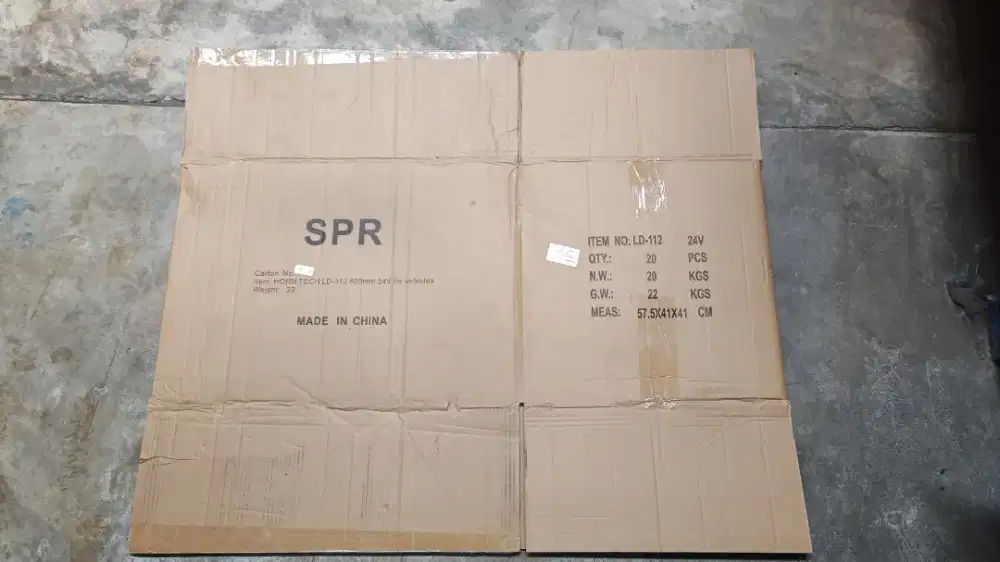 SPR
Carton No:
Item: HORN TECH LD-112 400mm 24V for vehicles
Weight: 22
MADE IN CHINA
ITEM NO: LD-112 24V
QTY.: 20 PCS
N.W.: 20 KGS
G.W.: 22 KGS
MEAS: 57.5X41X41 CM